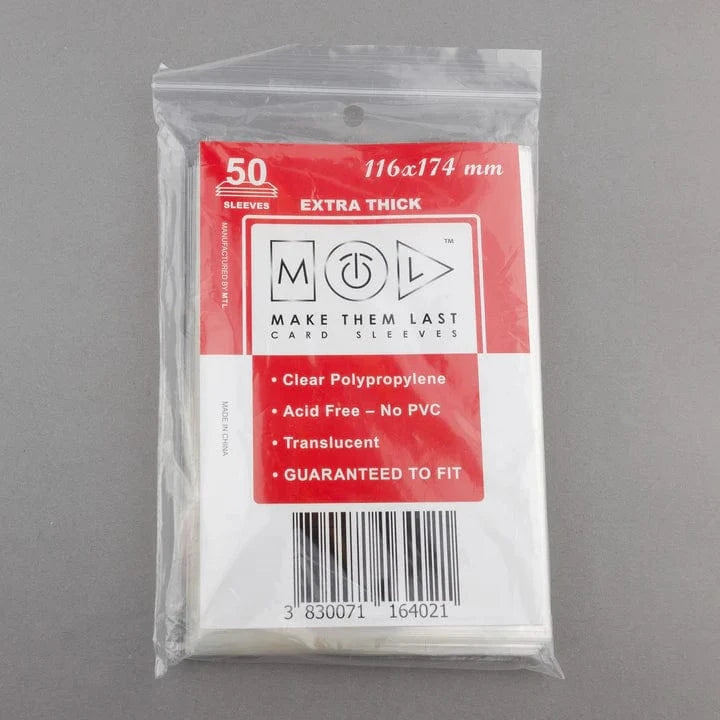 50
SLEEVES
116x174 mm
EXTRA THICK
MANUFACTURED BY MTL
M T L ™
MAKE THEM LAST
CARD SLEEVES
• Clear Polypropylene
• Acid Free – No PVC
• Translucent
• GUARANTEED TO FIT
MADE IN CHINA
3 830071 164021